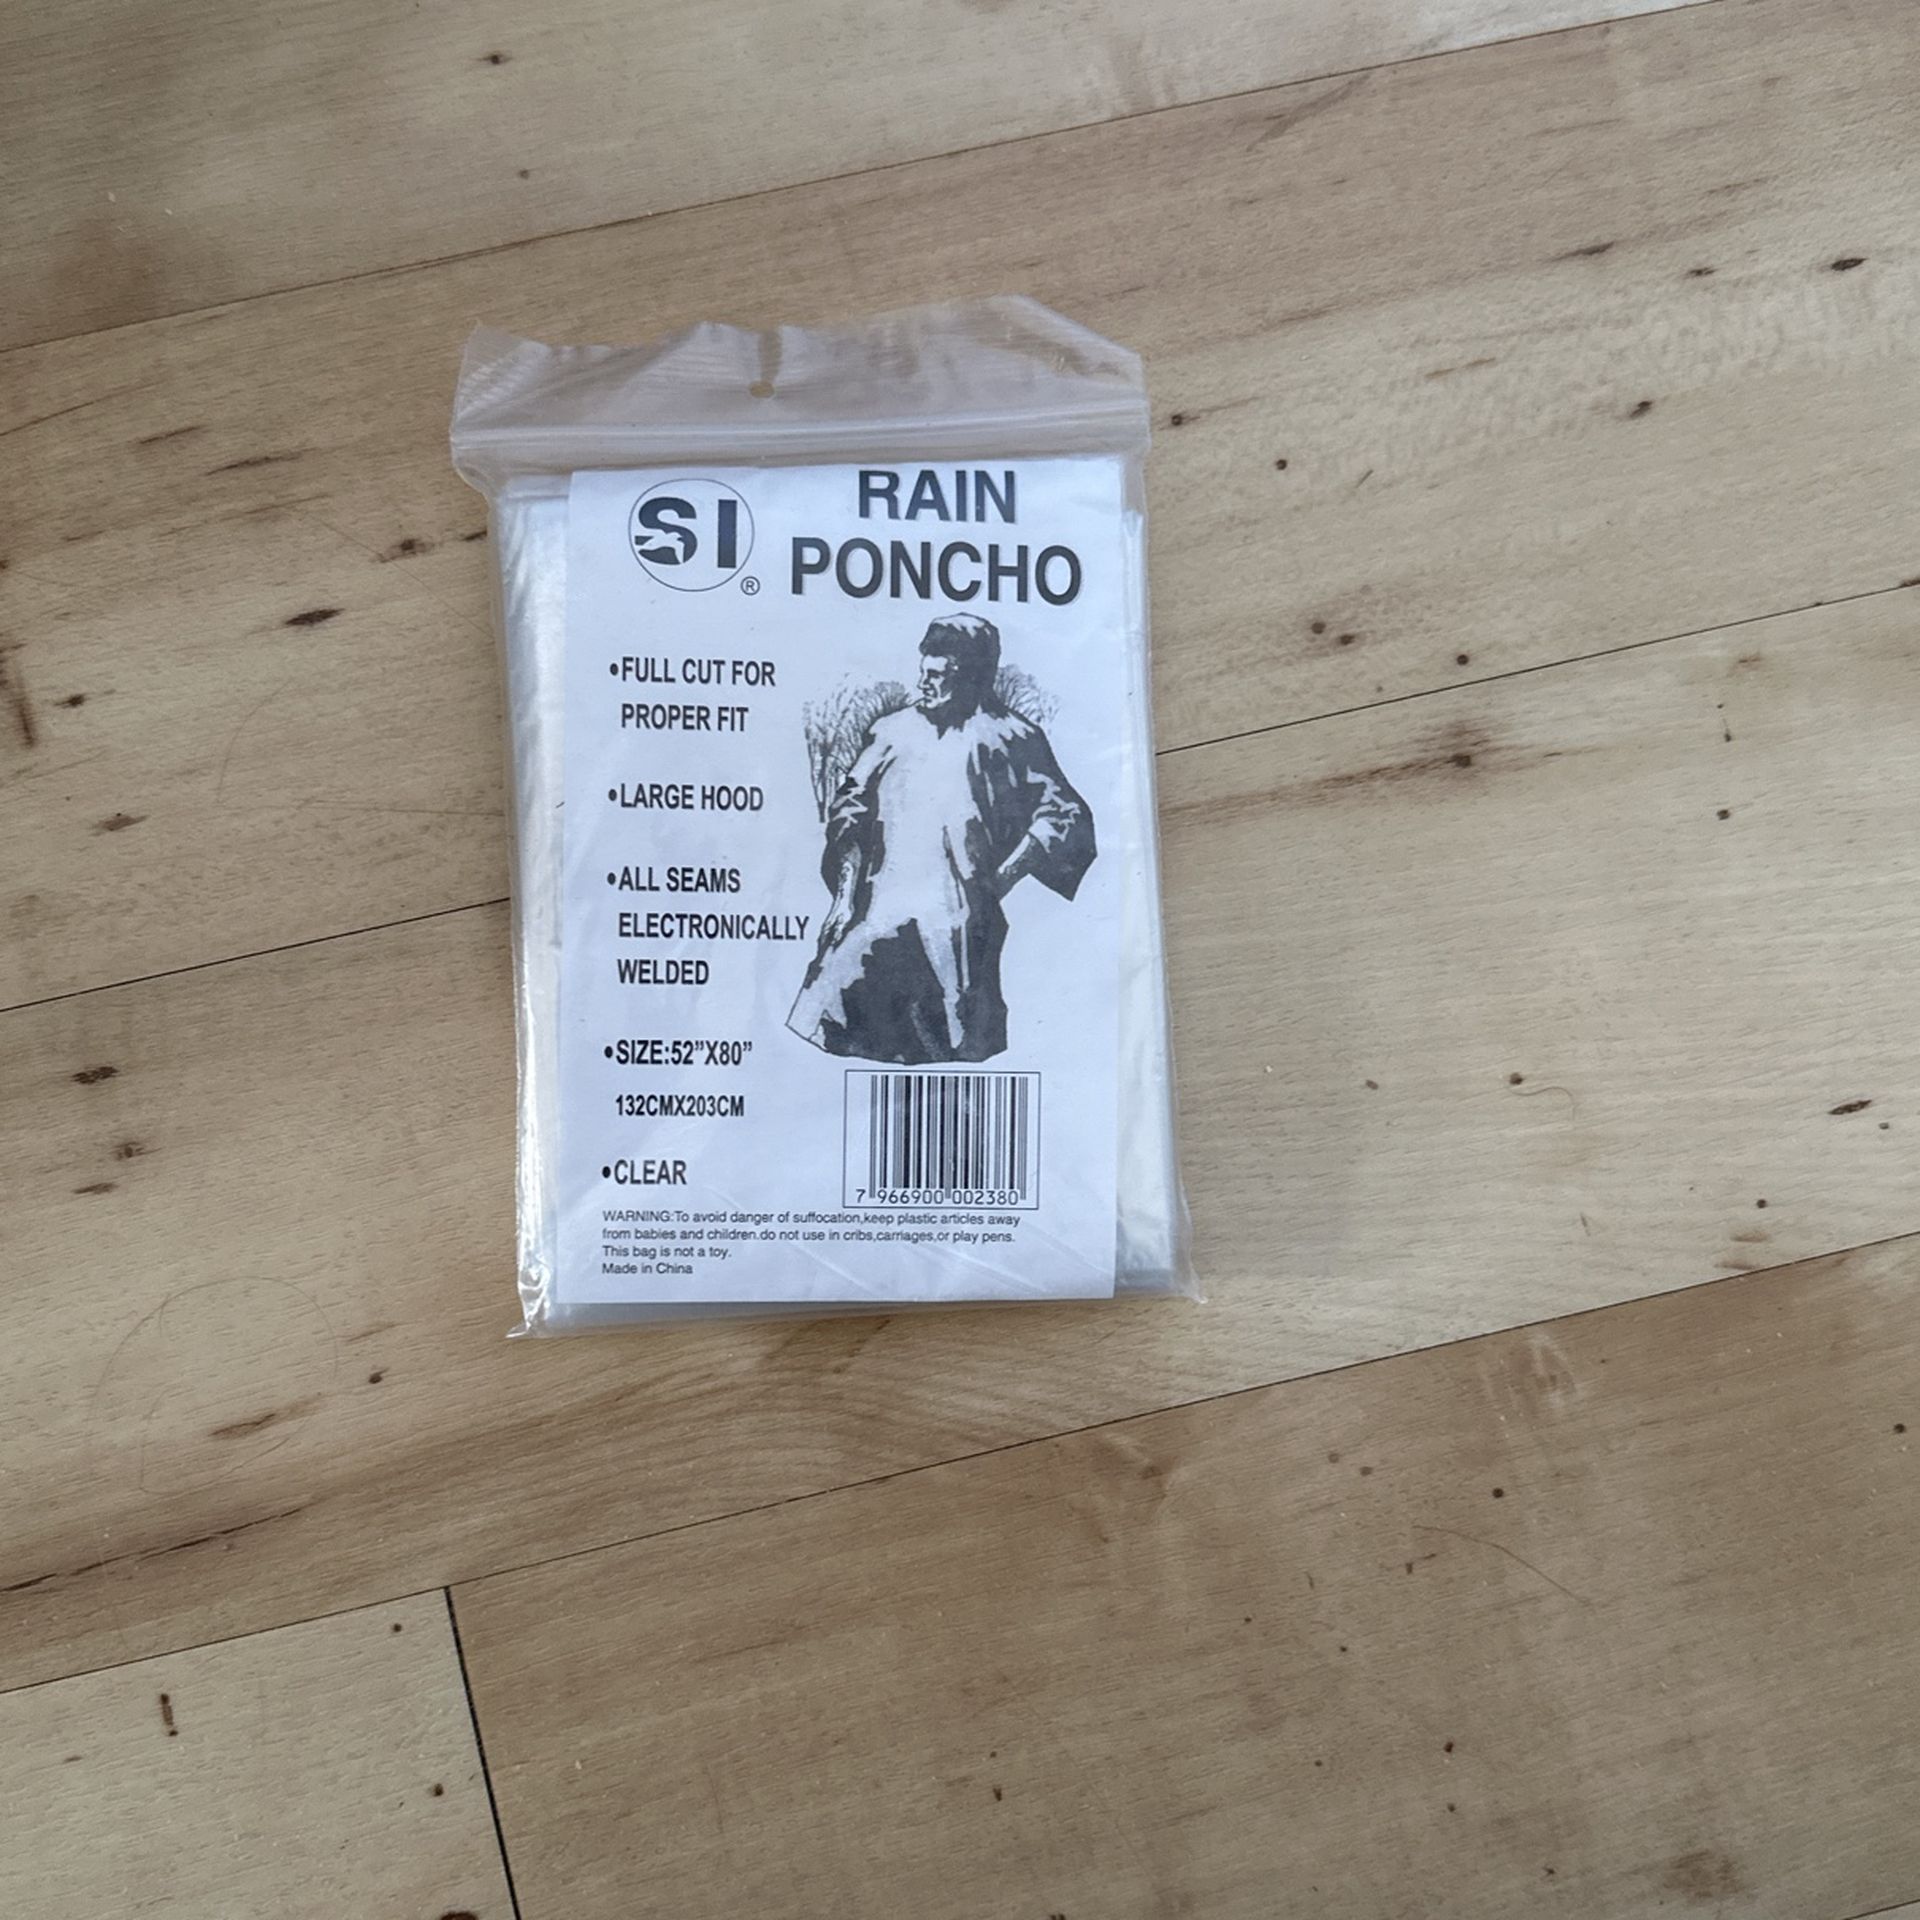 SI
®
RAIN
PONCHO
•FULL CUT FOR
PROPER FIT
•LARGE HOOD
•ALL SEAMS
ELECTRONICALLY
WELDED
•SIZE:52”X80”
132CMX203CM
•CLEAR
7 966900 002380
WARNING:To avoid danger of suffocation,keep plastic articles away
from babies and children.do not use in cribs,carriages,or play pens.
This bag is not a toy.
Made in China